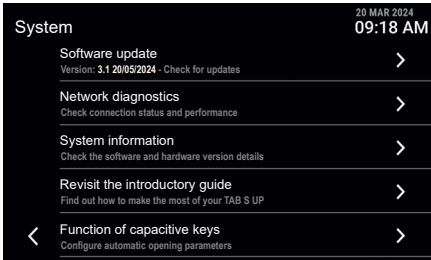 20 MAR 2024
System
09:18 AM
Software update
Version: 3.1 20/05/2024 - Check for updates
Network diagnostics
Check connection status and performance
System information
Check the software and hardware version details
Revisit the introductory guide
Find out how to make the most of your TAB S UP
Function of capacitive keys
Configure automatic opening parameters